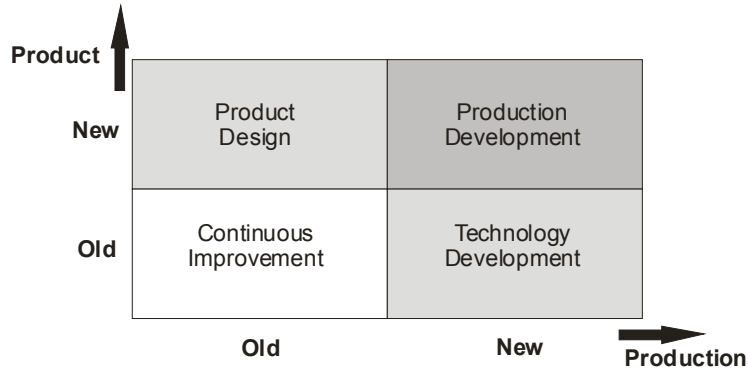 Product
New
Product
Design
Production
Development
Old
Continuous
Improvement
Technology
Development
Old
New
Production